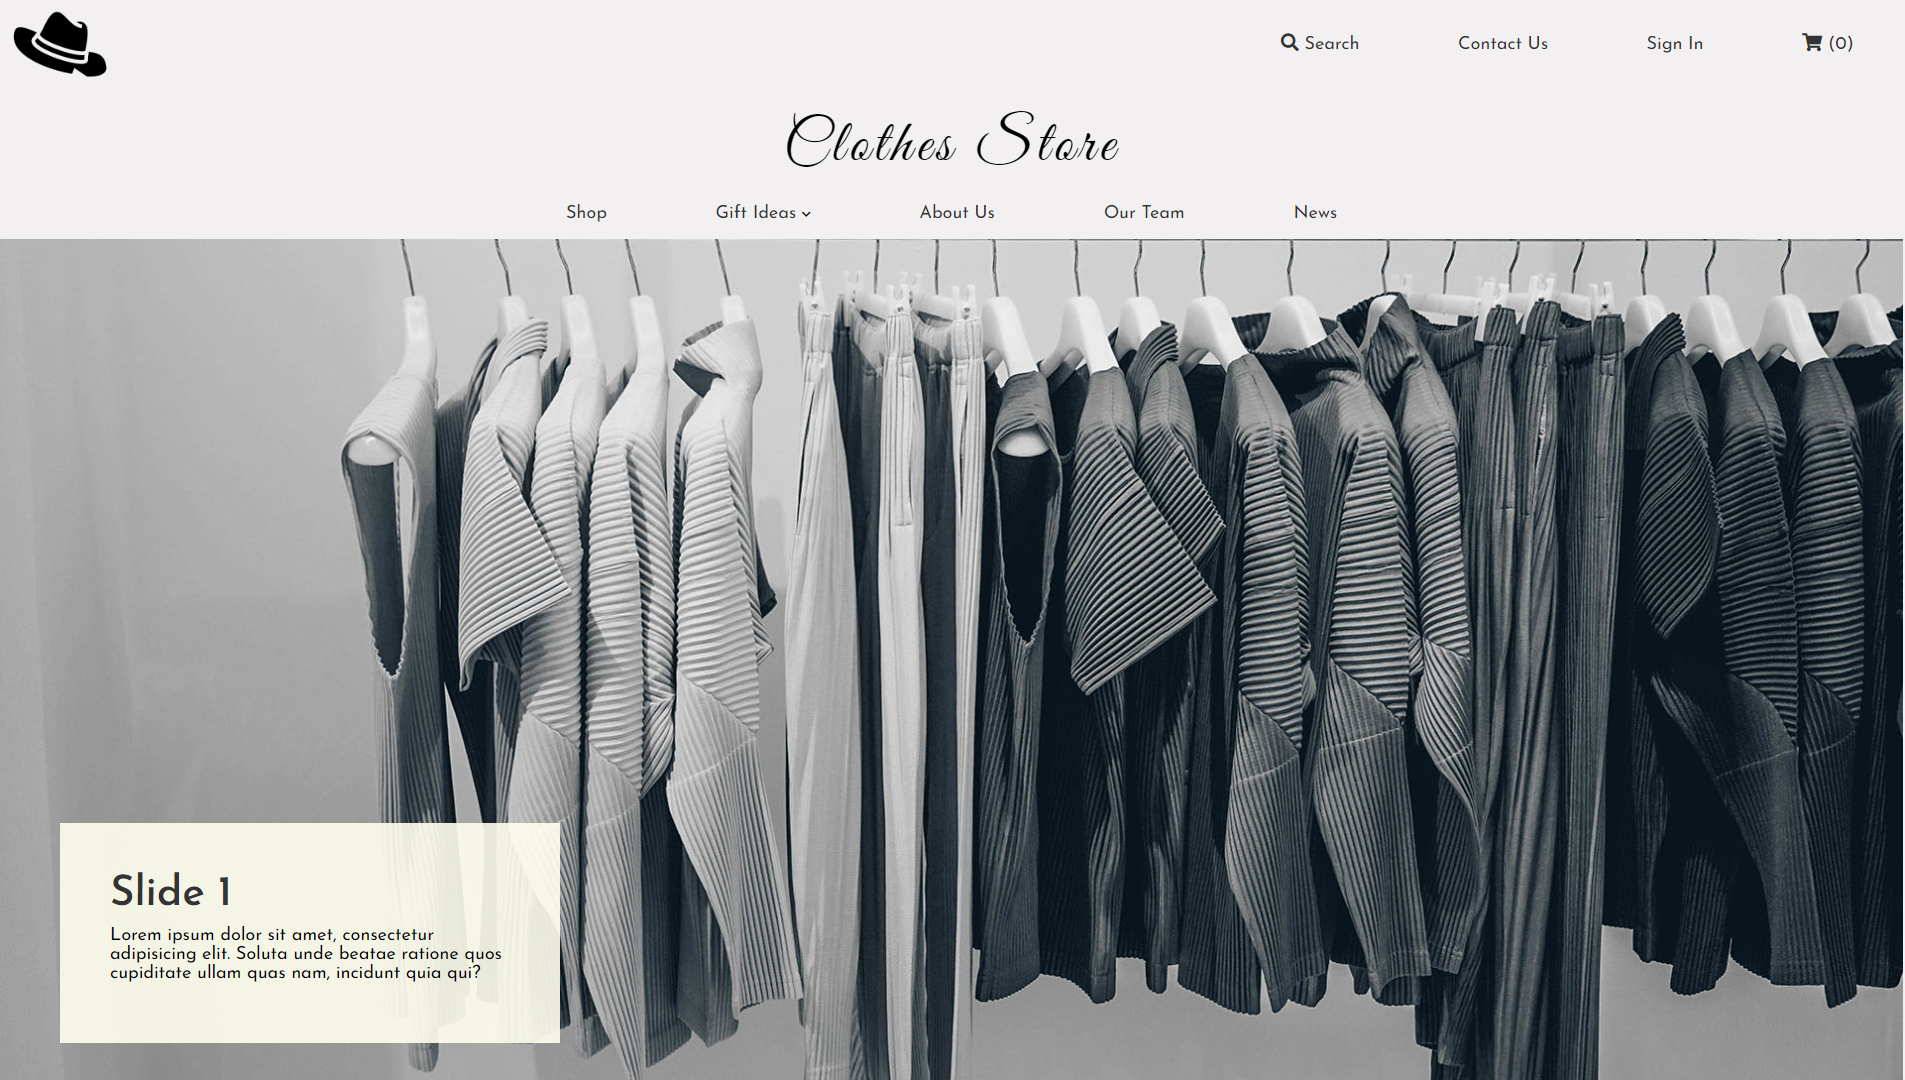 Search
Contact Us
Sign In
(0)
Clothes Store
Shop
Gift Ideas
About Us
Our Team
News
Slide 1
Lorem ipsum dolor sit amet, consectetur
adipisicing elit. Soluta unde beatae ratione quos
cupiditate ullam quas nam, incidunt quia qui?